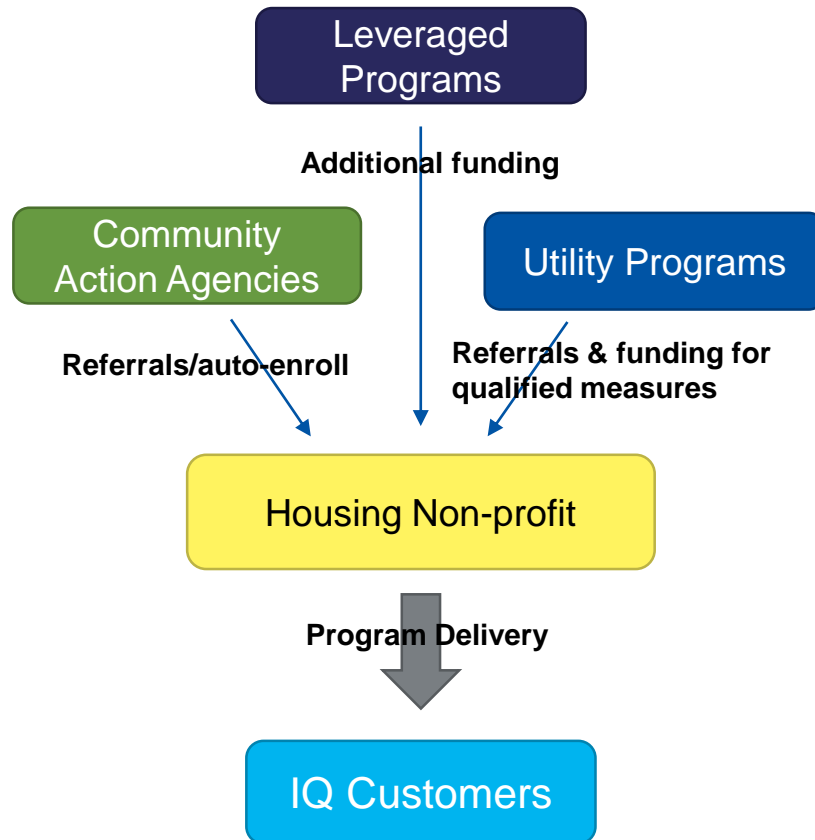 Leveraged
Programs
Additional funding
Community
Action Agencies
Utility Programs
Referrals/auto-enroll
Referrals & funding for
qualified measures
Housing Non-profit
Program Delivery
IQ Customers